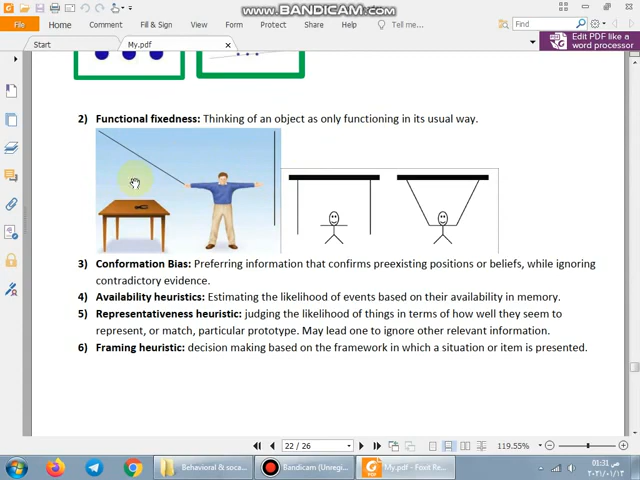 WWW.BANDICAM.COM
File
Home
Comment
Fill & Sign
View
Form
Protect
Share
Help
Tell me...
Find
Start
My.pdf
Edit PDF like a
word processor
2) Functional fixedness: Thinking of an object as only functioning in its usual way.
3) Conformation Bias: Preferring information that confirms preexisting positions or beliefs, while ignoring
contradictory evidence.
4) Availability heuristics: Estimating the likelihood of events based on their availability in memory.
5) Representativeness heuristic: judging the likelihood of things in terms of how well they seem to
represent, or match, particular prototype. May lead one to ignore other relevant information.
6) Framing heuristic: decision making based on the framework in which a situation or item is presented.
22 / 26
119.55%
Behavioral & soca...
Bandicam (Unregi...
My.pdf - Foxit Re...
01:31 ص
٢٠٢١/٠١/١٣